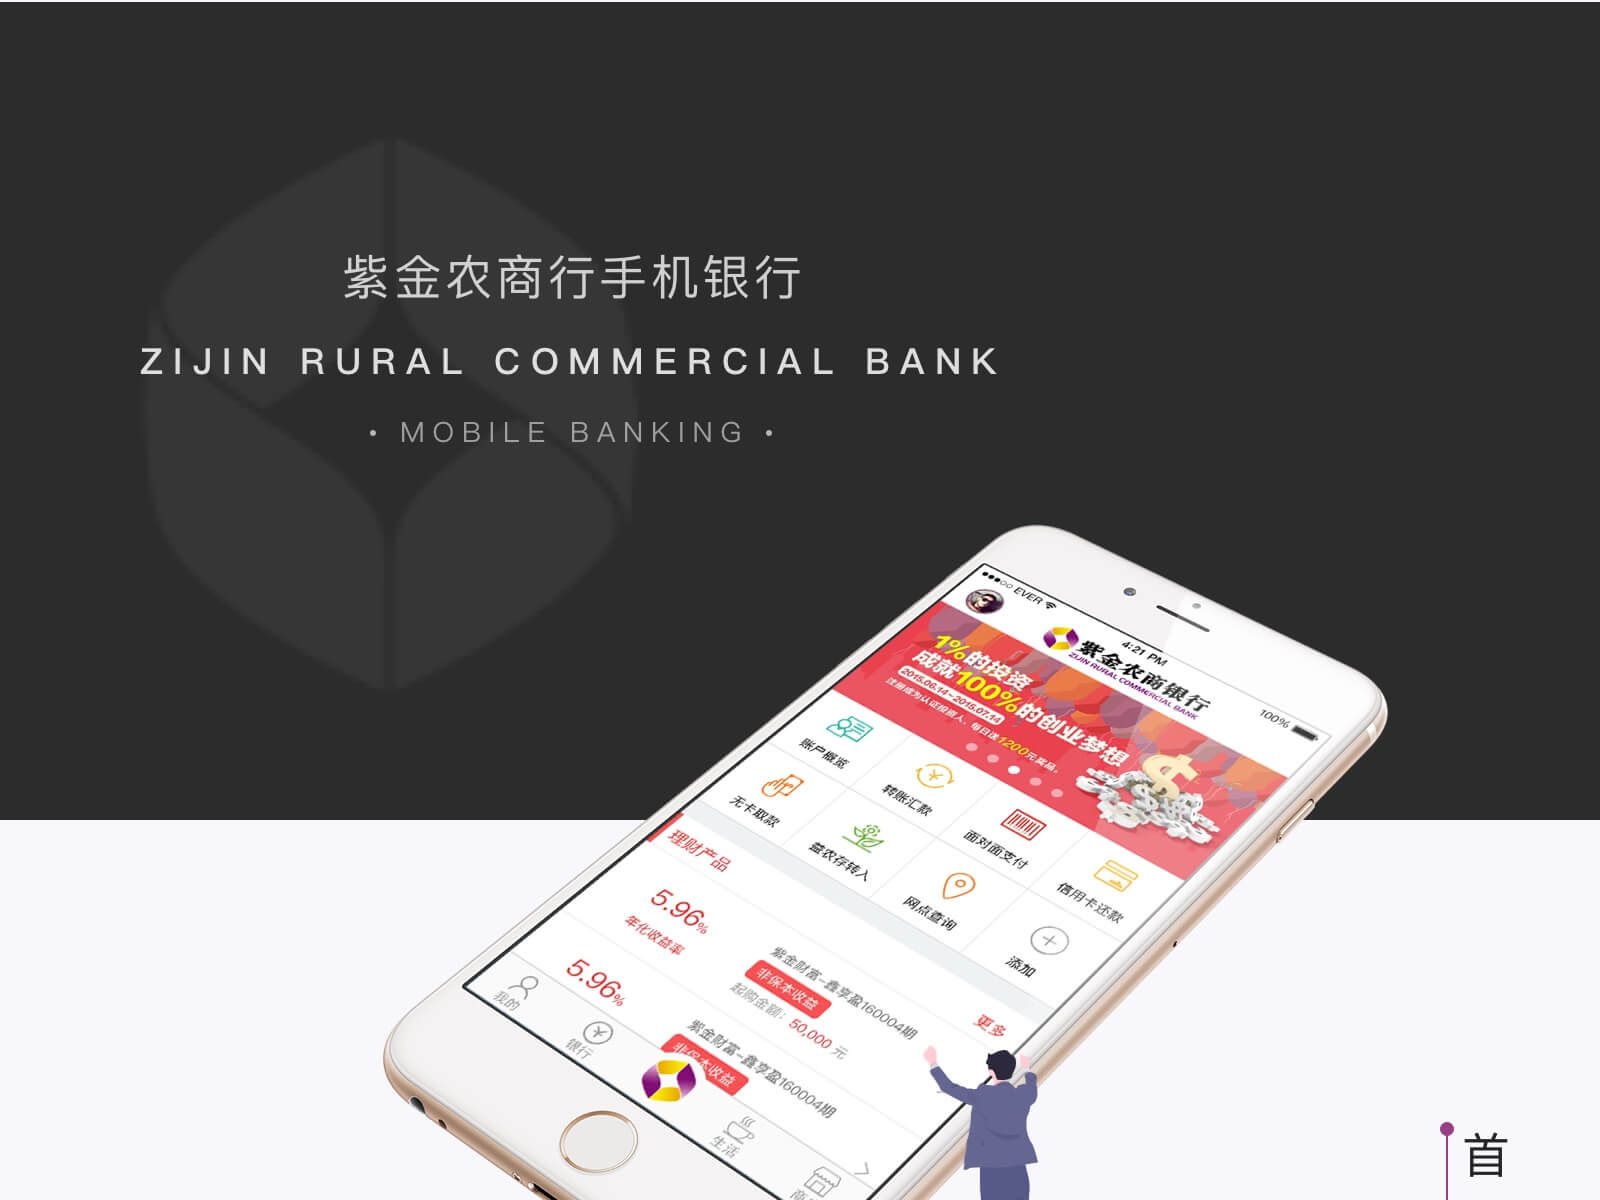 紫金农商行手机银行
ZIJIN RURAL COMMERCIAL BANK
• MOBILE BANKING •
EVER
4:21 PM
100%
紫金农商银行
ZIJIN RURAL COMMERCIAL BANK
1%的投资
成就100%的创业梦想
2015.06.14-2015.07.14
注册成为认证投资人，每日送1200元奖品。
账户概览
转账汇款
面对面支付
信用卡还款
无卡取款
益农存转入
网点查询
添加
理财产品
更多
5.96%
年化收益率
紫金财富-鑫享盈160004期
非保本收益
起购金额：50,000 元
5.96%
紫金财富-鑫享盈160004期
非保本收益
我的
银行
生活
首